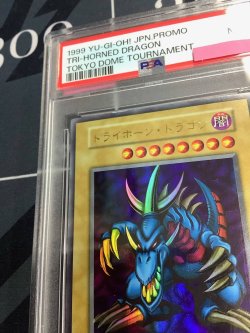 1999 YU-GI-OH! JPN.PROMO
TRI-HORNED DRAGON
TOKYO DOME TOURNAMENT
N
PSA
トライホーン・ドラゴン